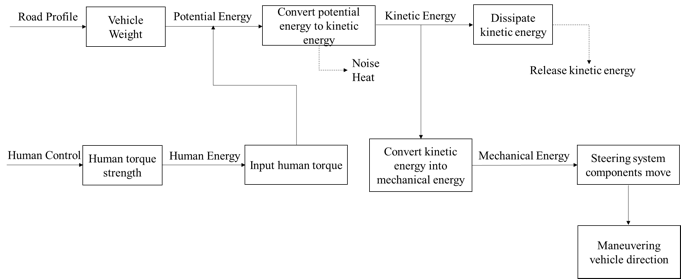 Road Profile
Vehicle
Weight
Potential Energy
Convert potential
energy to kinetic
energy
Kinetic Energy
Dissipate
kinetic energy
Noise
Heat
Release kinetic energy
Human Control
Human torque
strength
Human Energy
Input human torque
Convert kinetic
energy into
mechanical energy
Mechanical Energy
Steering system
components move
Maneuvering
vehicle direction